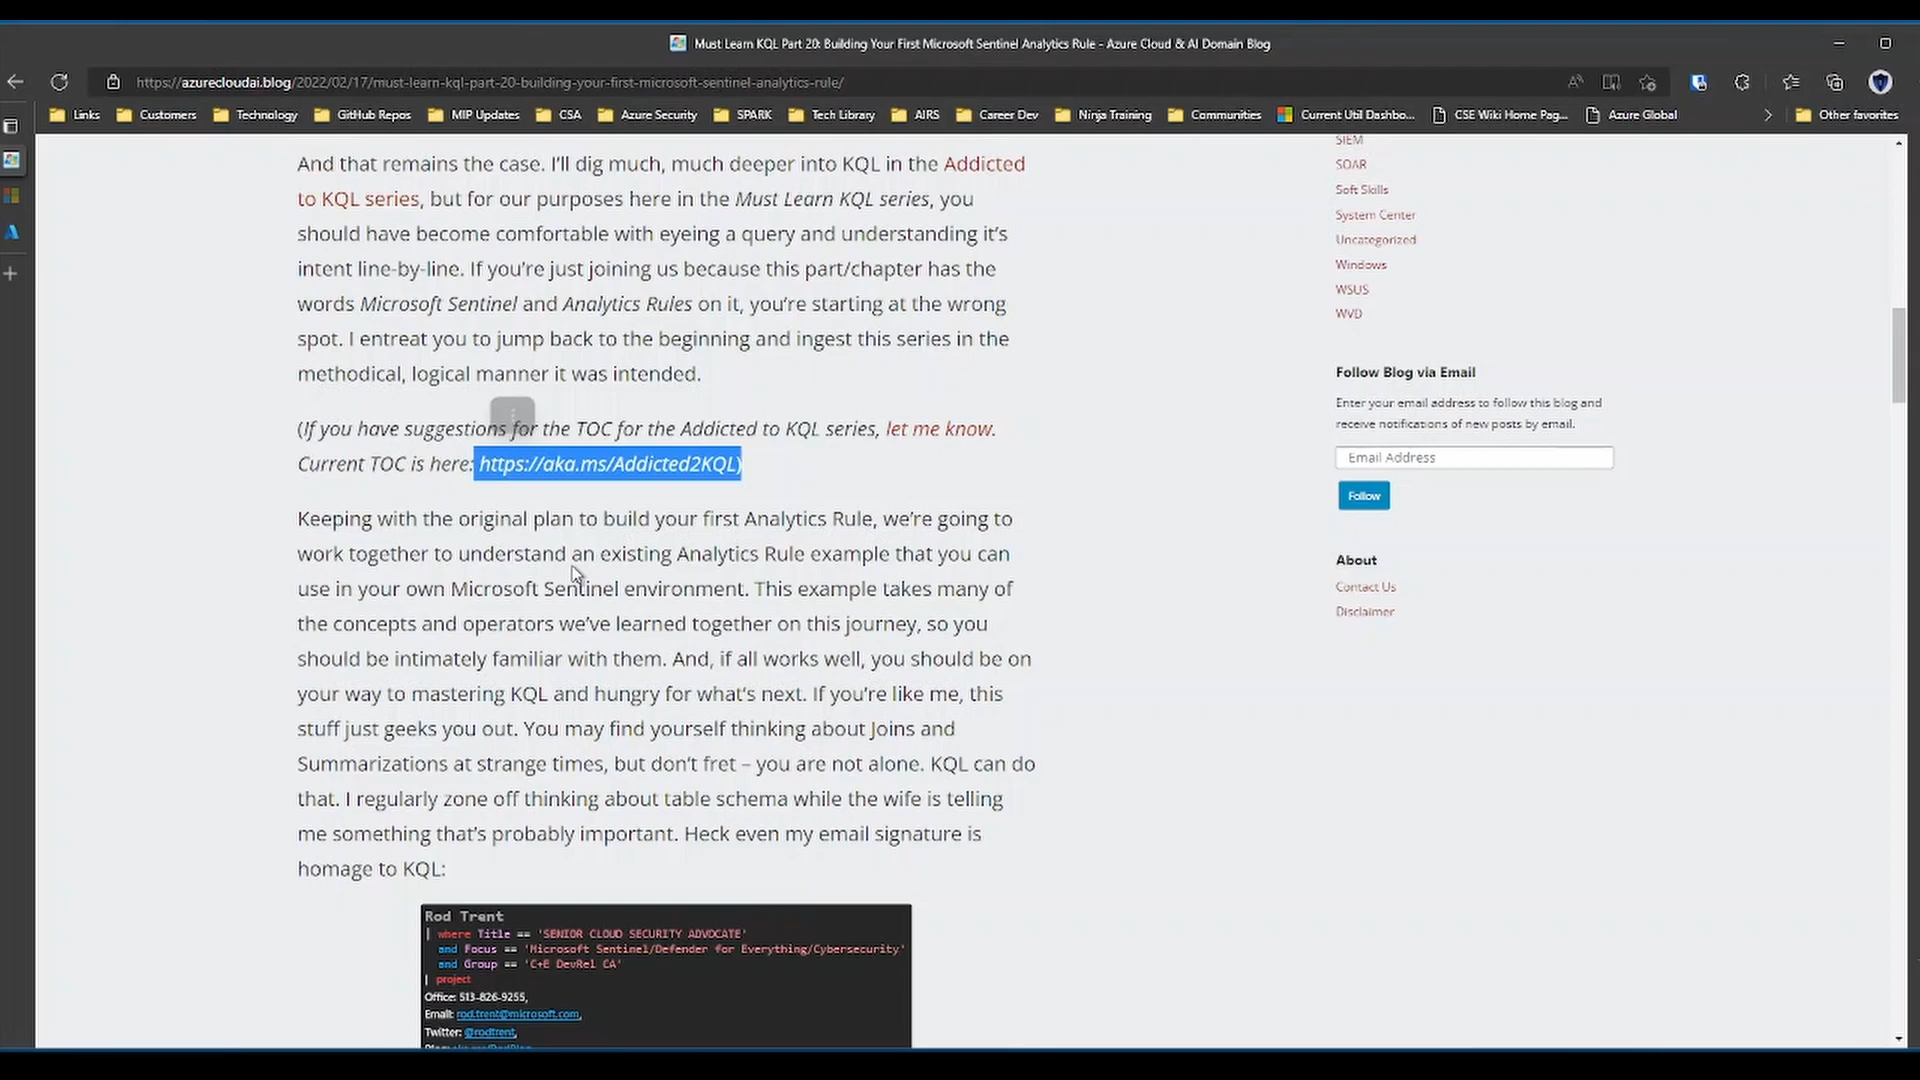 Must Learn KQL Part 20: Building Your First Microsoft Sentinel Analytics Rule - Azure Cloud & AI Domain Blog
https://azurecloudai.blog/2022/02/17/must-learn-kql-part-20-building-your-first-microsoft-sentinel-analytics-rule/
Links Customers Technology GitHub Repos MIP Updates CSA Azure Security SPARK Tech Library AIRS Career Dev Ninja Training Communities Current Util Dashbo... CSE Wiki Home Pag... Azure Global Other favorites
And that remains the case. I'll dig much, much deeper into KQL in the Addicted
to KQL series, but for our purposes here in the Must Learn KQL series, you
should have become comfortable with eyeing a query and understanding it's
intent line-by-line. If you're just joining us because this part/chapter has the
words Microsoft Sentinel and Analytics Rules on it, you're starting at the wrong
spot. I entreat you to jump back to the beginning and ingest this series in the
methodical, logical manner it was intended.
(If you have suggestions for the TOC for the Addicted to KQL series, let me know.
Current TOC is here: https://aka.ms/Addicted2KQL)
Keeping with the original plan to build your first Analytics Rule, we're going to
work together to understand an existing Analytics Rule example that you can
use in your own Microsoft Sentinel environment. This example takes many of
the concepts and operators we've learned together on this journey, so you
should be intimately familiar with them. And, if all works well, you should be on
your way to mastering KQL and hungry for what's next. If you're like me, this
stuff just geeks you out. You may find yourself thinking about Joins and
Summarizations at strange times, but don't fret – you are not alone. KQL can do
that. I regularly zone off thinking about table schema while the wife is telling
me something that's probably important. Heck even my email signature is
homage to KQL:
Rod Trent
| where Title == 'SENIOR CLOUD SECURITY ADVOCATE'
and Focus == 'Microsoft Sentinel/Defender for Everything/Cybersecurity'
and Group == 'C+E DevRel CA'
| project
Office: 513-826-9255,
Email: rod.trent@microsoft.com,
Twitter: @rodtrent,
SIEM
SOAR
Soft Skills
System Center
Uncategorized
Windows
WSUS
WVD
Follow Blog via Email
Enter your email address to follow this blog and
receive notifications of new posts by email.
Email Address
Follow
About
Contact Us
Disclaimer